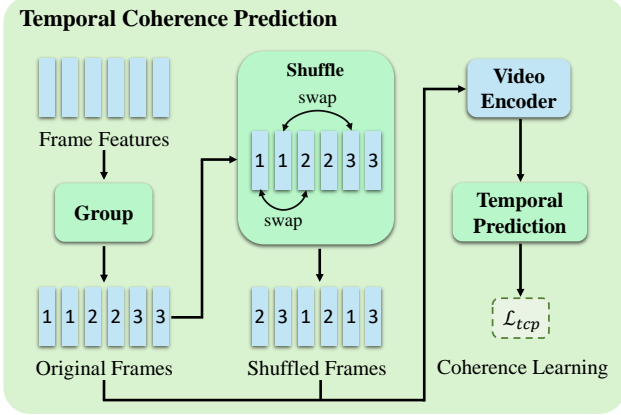 Temporal Coherence Prediction
Frame Features
Group
1 1 2 2 3 3
Original Frames
Shuffle
swap
1 1 2 2 3 3
swap
2 3 1 2 1 3
Shuffled Frames
Video
Encoder
Temporal
Prediction
ℒtcp
Coherence Learning